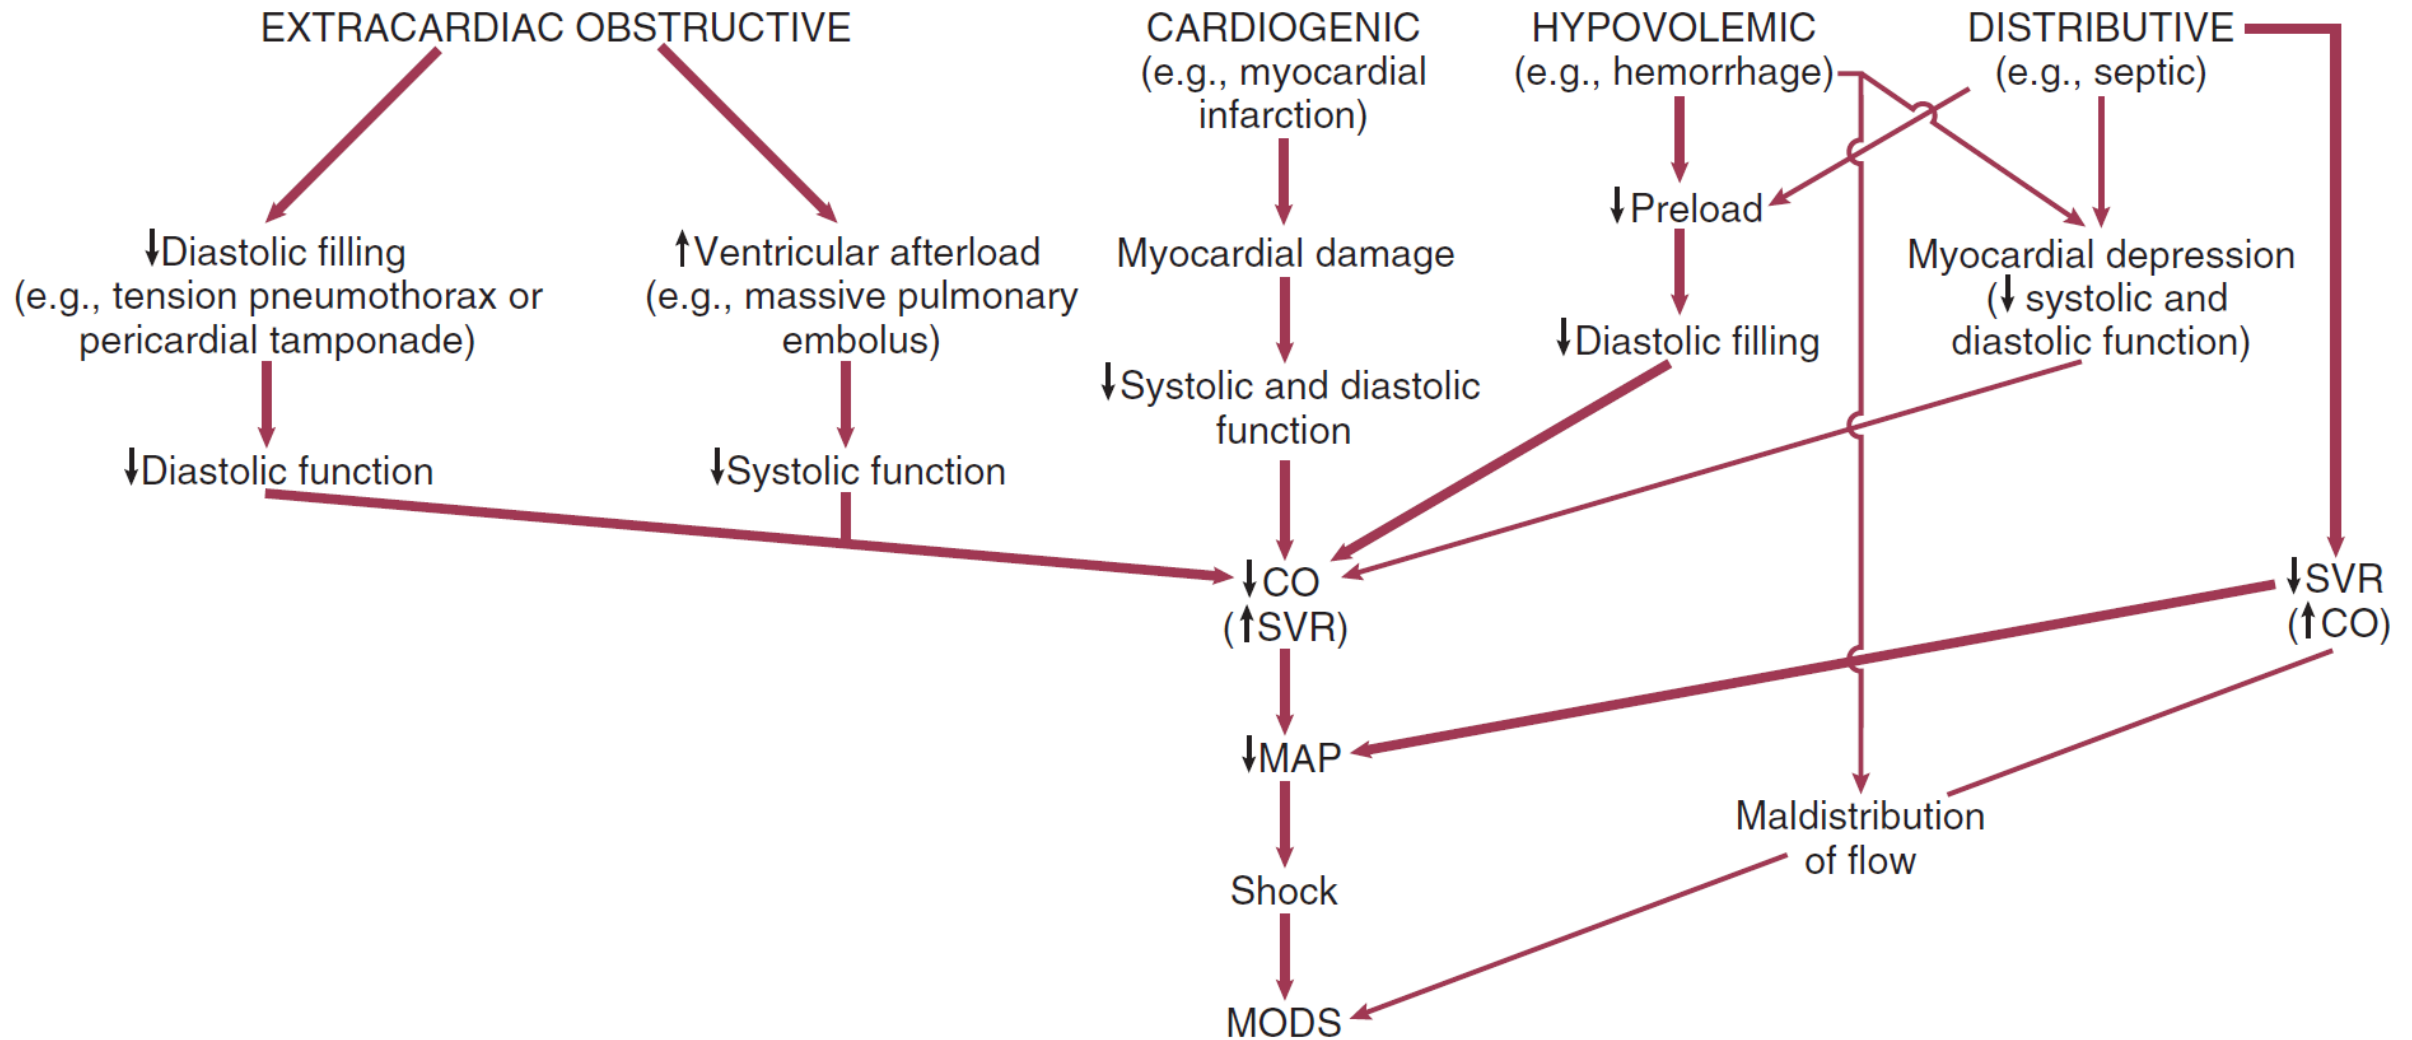 EXTRACARDIAC OBSTRUCTIVE
↓Diastolic filling
(e.g., tension pneumothorax or
pericardial tamponade)
↓Diastolic function
↑Ventricular afterload
(e.g., massive pulmonary
embolus)
↓Systolic function
CARDIOGENIC
(e.g., myocardial
infarction)
Myocardial damage
↓Systolic and diastolic
function
↓CO
(↑SVR)
↓MAP
Shock
MODS
HYPOVOLEMIC
(e.g., hemorrhage)
↓Preload
↓Diastolic filling
DISTRIBUTIVE
(e.g., septic)
Myocardial depression
(↓ systolic and
diastolic function)
↓SVR
(↑CO)
Maldistribution
of flow